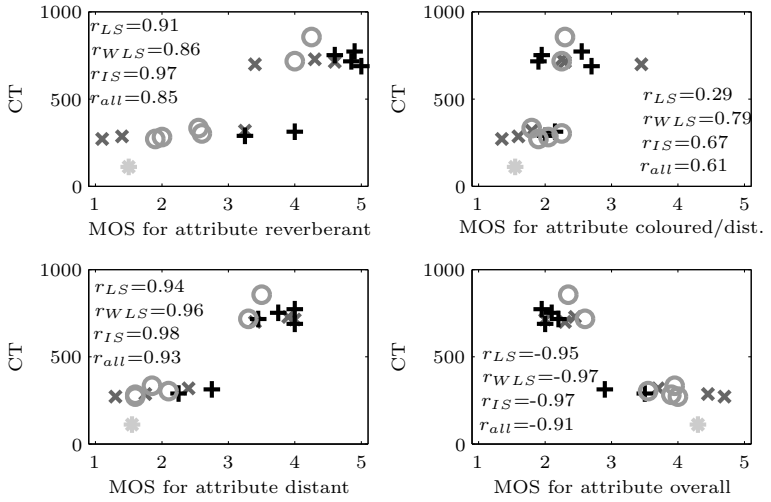 1000
500
0
CT
r_LS=0.91
r_WLS=0.86
r_IS=0.97
r_all=0.85
1 2 3 4 5
MOS for attribute reverberant
1000
500
0
CT
r_LS=0.29
r_WLS=0.79
r_IS=0.67
r_all=0.61
1 2 3 4 5
MOS for attribute coloured/dist.
1000
500
0
CT
r_LS=0.94
r_WLS=0.96
r_IS=0.98
r_all=0.93
1 2 3 4 5
MOS for attribute distant
1000
500
0
CT
r_LS=-0.95
r_WLS=-0.97
r_IS=-0.97
r_all=-0.91
1 2 3 4 5
MOS for attribute overall